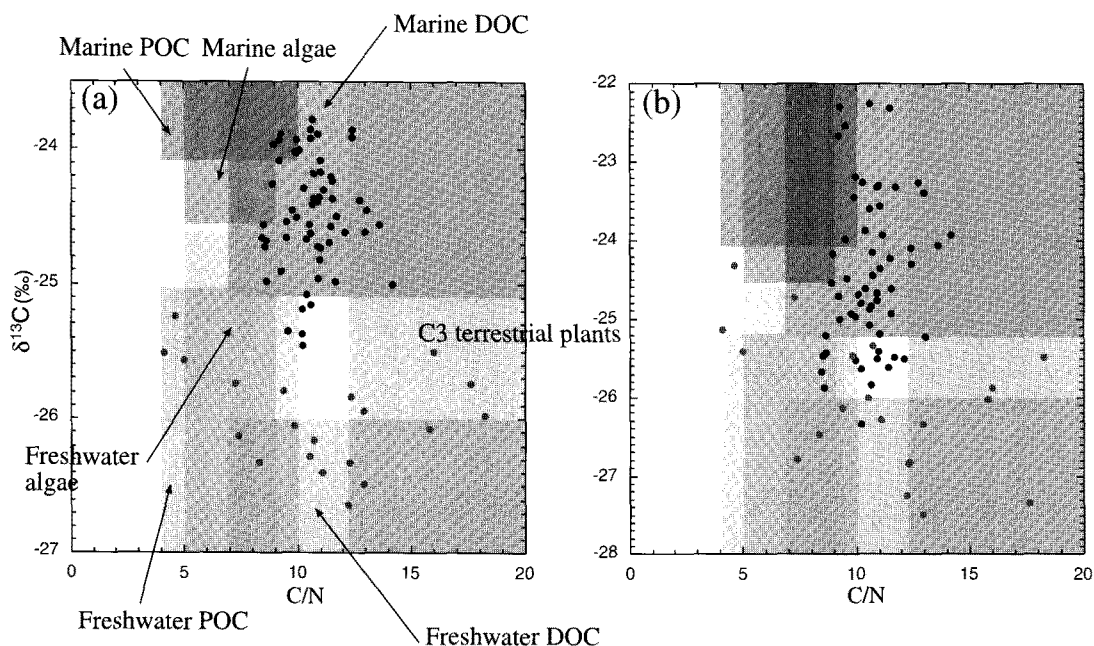 Marine DOC
Marine POC Marine algae
(a)
(b)
-24
-25
-26
-27
δ13C (‰)
-22
-23
-24
-25
-26
-27
-28
C3 terrestrial plants
Freshwater
algae
0 5 10 15 20
C/N
0 5 10 15 20
C/N
Freshwater POC
Freshwater DOC